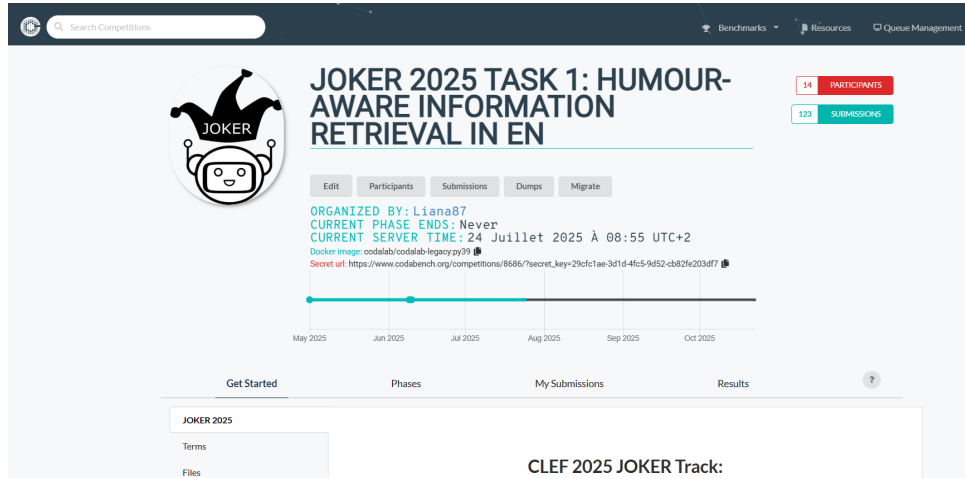 Search Competitions
Benchmarks
Resources
Queue Management
JOKER
JOKER 2025 TASK 1: HUMOUR-
AWARE INFORMATION
RETRIEVAL IN EN
14 PARTICIPANTS
123 SUBMISSIONS
Edit
Participants
Submissions
Dumps
Migrate
ORGANIZED BY: Liana87
CURRENT PHASE ENDS: Never
CURRENT SERVER TIME: 24 Juillet 2025 À 08:55 UTC+2
Docker image: codalab/codalab-legacy:py39
Secret url: https://www.codabench.org/competitions/8686/?secret_key=29cfc1ae-3d1d-4fc5-9d52-cb82fe203df7
May 2025
Jun 2025
Jul 2025
Aug 2025
Sep 2025
Oct 2025
Get Started
Phases
My Submissions
Results
?
JOKER 2025
Terms
Files
CLEF 2025 JOKER Track: